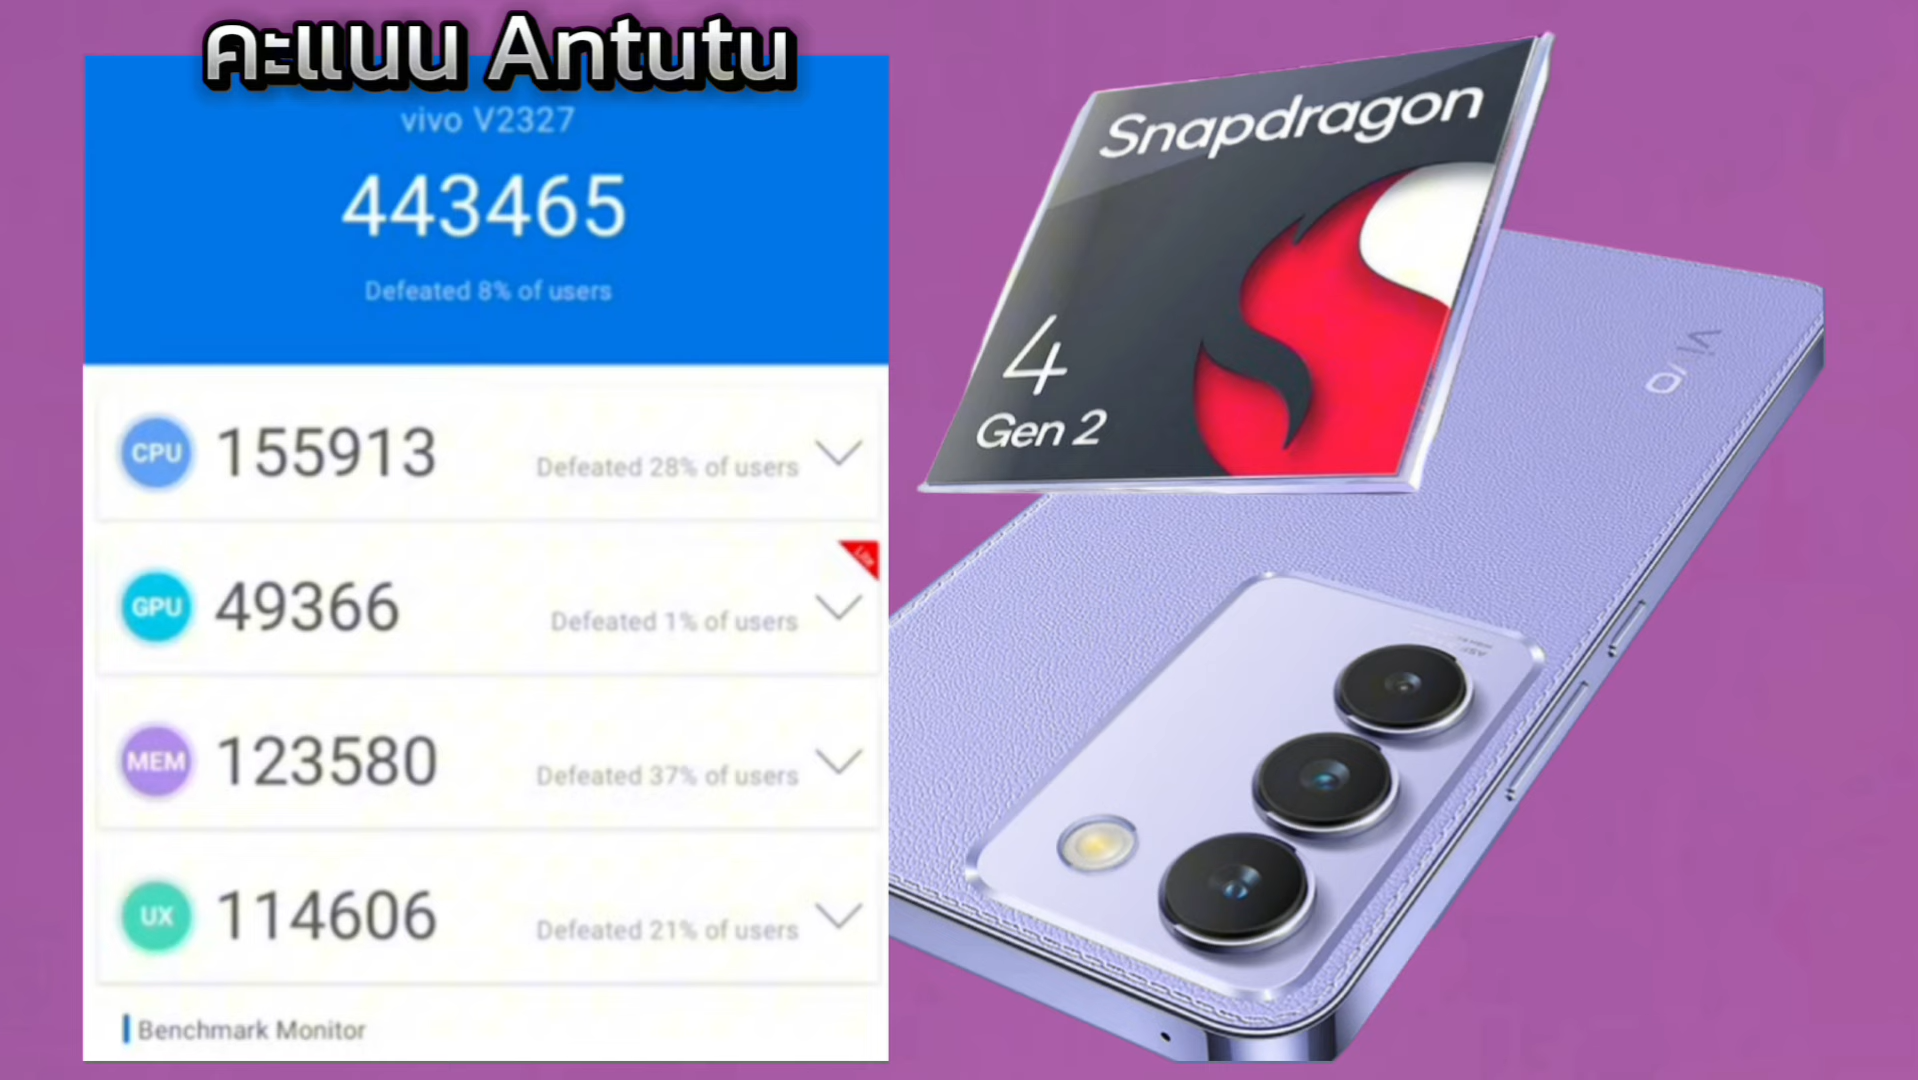 คะแนน Antutu
vivo V2327
443465
Defeated 8% of users
CPU 155913 Defeated 28% of users
GPU 49366 Defeated 1% of users
Lite
MEM 123580 Defeated 37% of users
UX 114606 Defeated 21% of users
Benchmark Monitor
Snapdragon
4
Gen 2
vivo